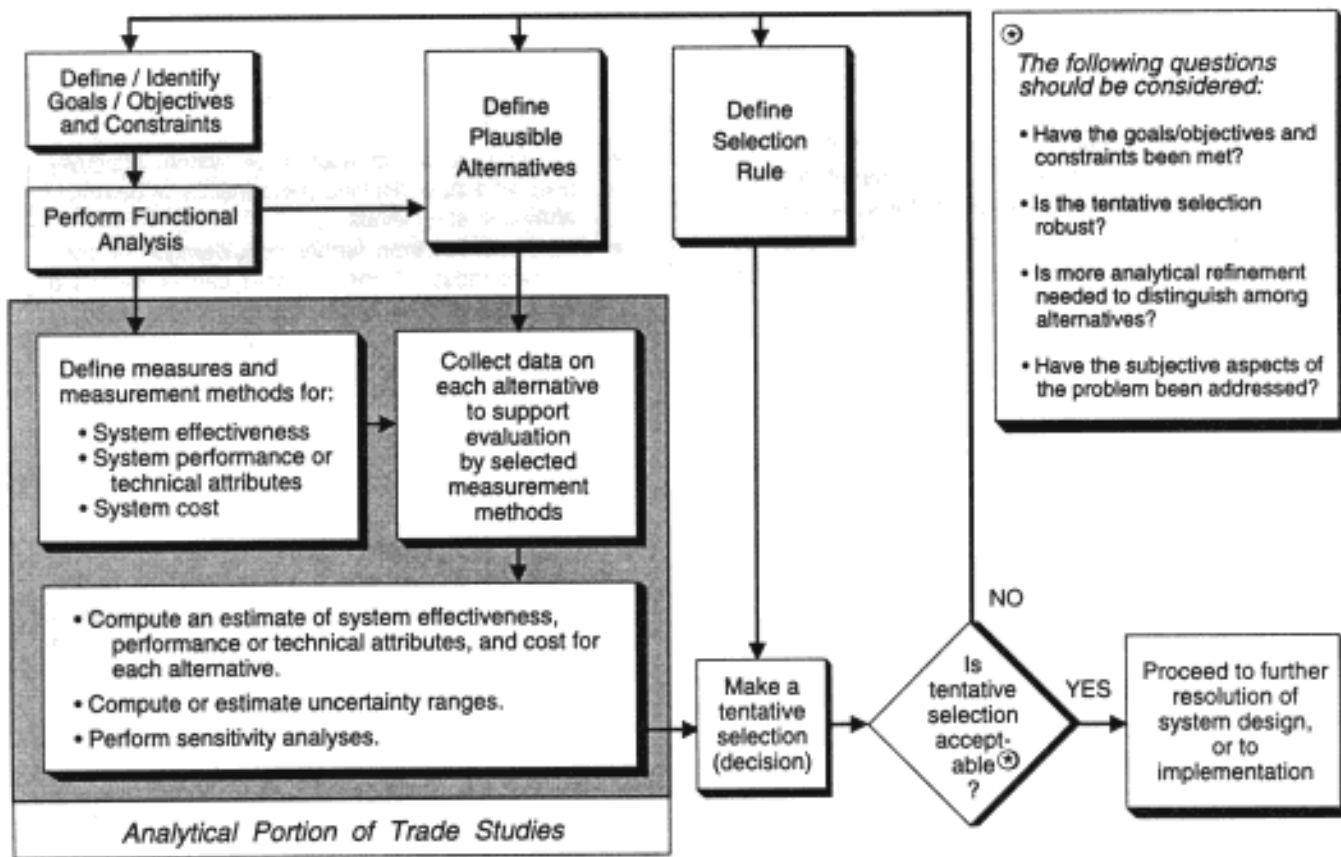 Define / Identify
Goals / Objectives
and Constraints
Perform Functional
Analysis
Define
Plausible
Alternatives
Define
Selection
Rule
⊛
The following questions
should be considered:
• Have the goals/objectives and
constraints been met?
• Is the tentative selection
robust?
• Is more analytical refinement
needed to distinguish among
alternatives?
• Have the subjective aspects of
the problem been addressed?
Define measures and
measurement methods for:
• System effectiveness
• System performance or
technical attributes
• System cost
Collect data on
each alternative
to support
evaluation
by selected
measurement
methods
• Compute an estimate of system effectiveness,
performance or technical attributes, and cost for
each alternative.
• Compute or estimate uncertainty ranges.
• Perform sensitivity analyses.
Analytical Portion of Trade Studies
Make a
tentative
selection
(decision)
Is
tentative
selection
accept-
able⊛
?
NO
YES
Proceed to further
resolution of
system design,
or to
implementation